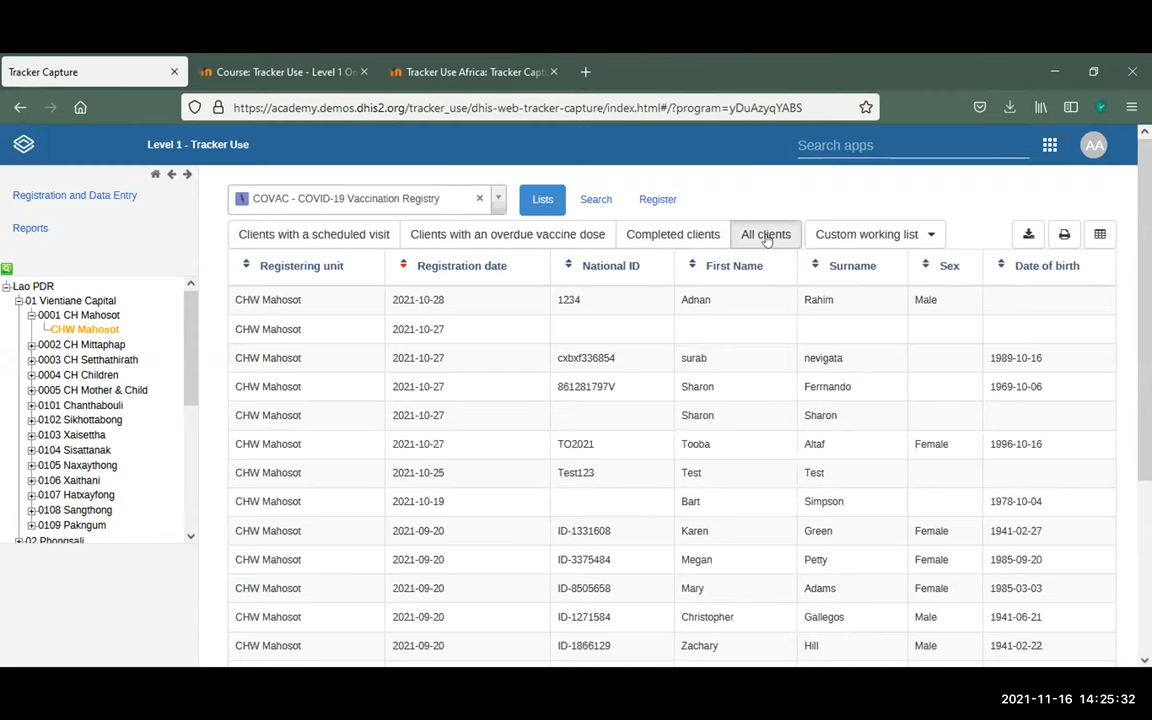 Tracker Capture
Course: Tracker Use - Level 1 On
Tracker Use Africa: Tracker Captu
https://academy.demos.dhis2.org/tracker_use/dhis-web-tracker-capture/index.html#/?program=yDuAzyqYABS
Level 1 - Tracker Use
Search apps
AA
Registration and Data Entry
Reports
Lao PDR
01 Vientiane Capital
0001 CH Mahosot
CHW Mahosot
0002 CH Mittaphap
0003 CH Setthathirath
0004 CH Children
0005 CH Mother & Child
0101 Chanthabouli
0102 Sikhottabong
0103 Xaisettha
0104 Sisattanak
0105 Naxaythong
0106 Xaithani
0107 Hatxayfong
0108 Sangthong
0109 Pakngum
02 Phongsali
COVAC - COVID-19 Vaccination Registry
Lists Search Register
Clients with a scheduled visit Clients with an overdue vaccine dose Completed clients All clients Custom working list
Registering unit Registration date National ID First Name Surname Sex Date of birth
CHW Mahosot 2021-10-28 1234 Adnan Rahim Male
CHW Mahosot 2021-10-27
CHW Mahosot 2021-10-27 cxbxf336854 surab nevigata 1989-10-16
CHW Mahosot 2021-10-27 861281797V Sharon Ferrnando 1969-10-06
CHW Mahosot 2021-10-27 Sharon Sharon
CHW Mahosot 2021-10-27 TO2021 Tooba Altaf Female 1996-10-16
CHW Mahosot 2021-10-25 Test123 Test Test
CHW Mahosot 2021-10-19 Bart Simpson 1978-10-04
CHW Mahosot 2021-09-20 ID-1331608 Karen Green Female 1941-02-27
CHW Mahosot 2021-09-20 ID-3375484 Megan Petty Female 1985-09-20
CHW Mahosot 2021-09-20 ID-8505658 Mary Adams Female 1985-03-03
CHW Mahosot 2021-09-20 ID-1271584 Christopher Gallegos Male 1941-06-21
CHW Mahosot 2021-09-20 ID-1866129 Zachary Hill Male 1941-02-22
2021-11-16 14:25:32